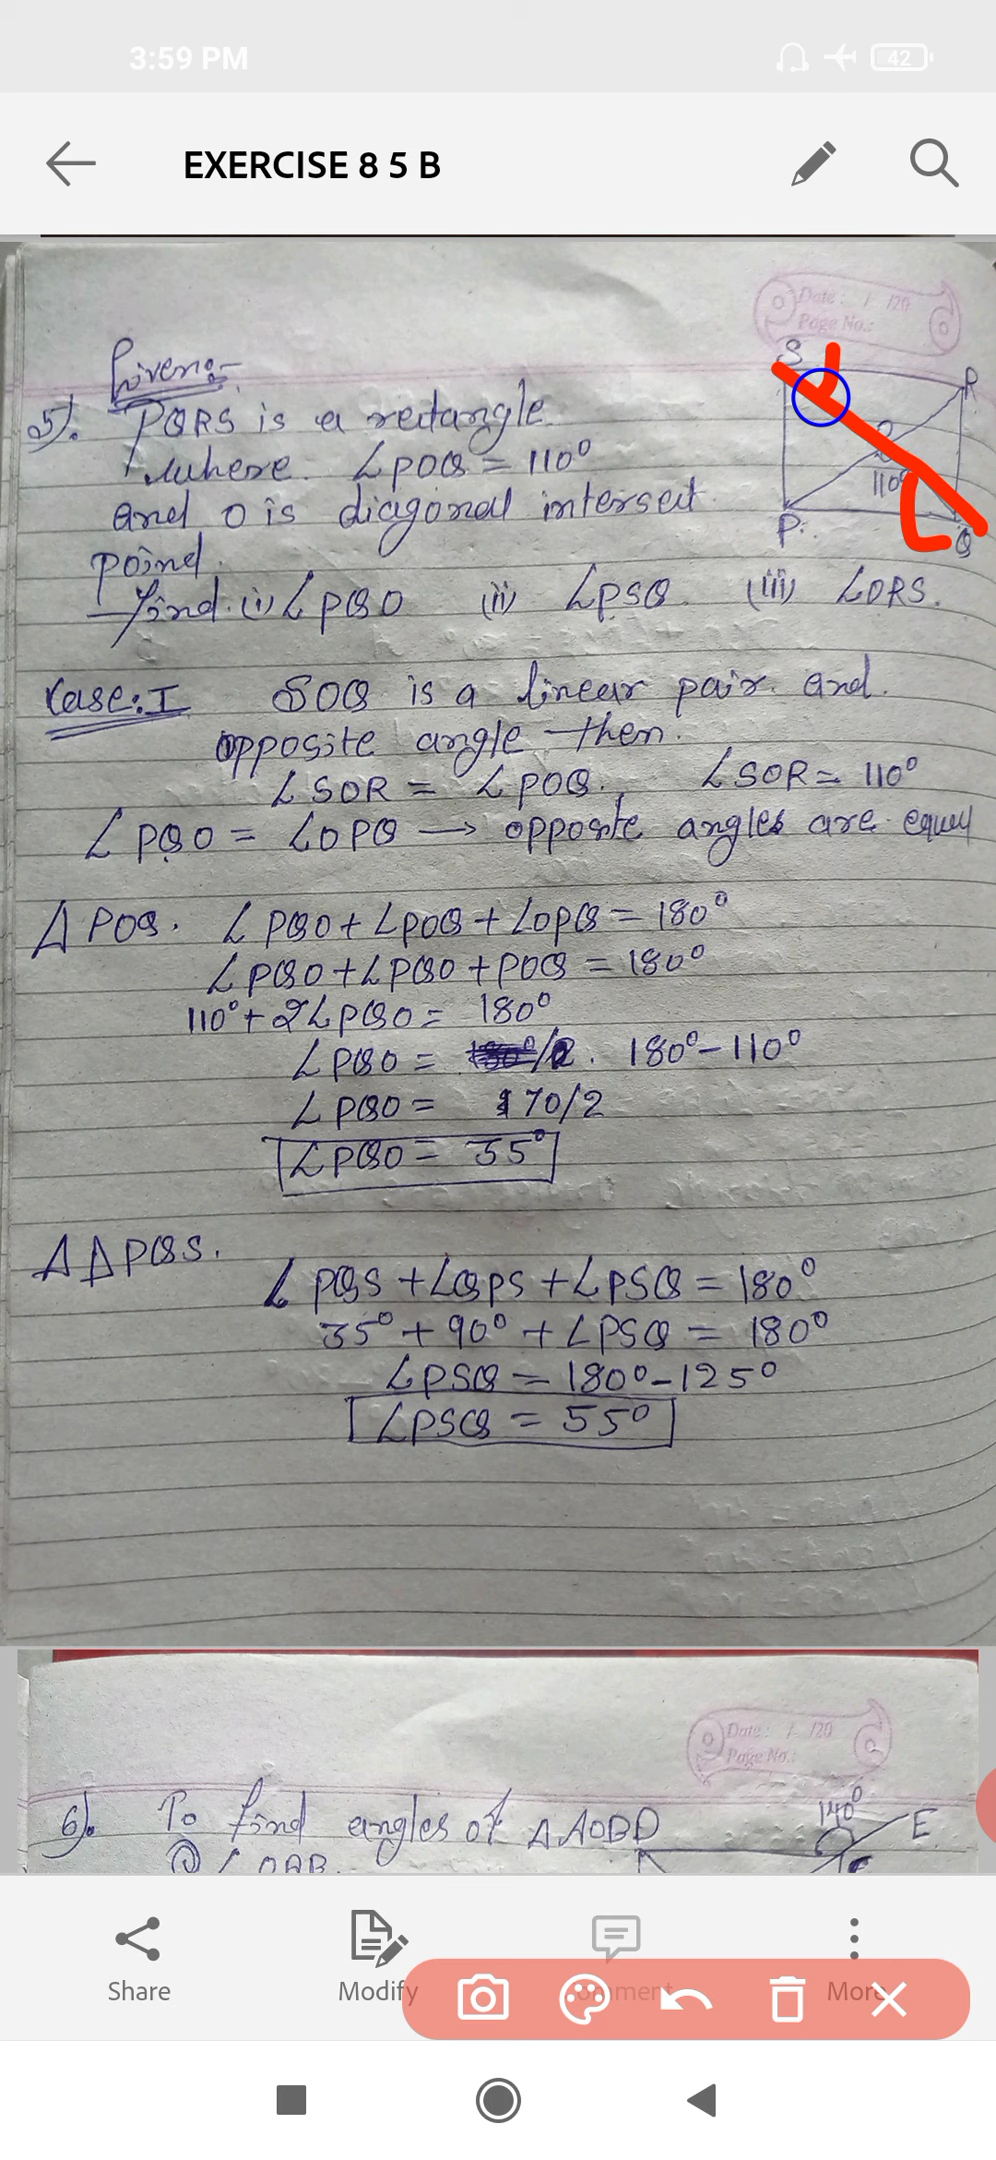 3:59 PM
42
EXERCISE 8 5 B
Date: / /20
Page No.:
Given:-
5). PQRS is a rectangle
where ∠POQ = 110°
and O is diagonal intersect
point.
find (i) ∠PQO (ii) ∠PSQ. (iii) ∠ORS.
S
R
O
110°
P
Q
Case: I SOQ is a linear pair and
opposite angle then.
∠SOR = ∠POQ. ∠SOR = 110°
∠PQO = ∠OPQ → opposite angles are equal
Δ POQ. ∠PQO + ∠POQ + ∠OPQ = 180°
∠PQO + ∠PQO + POQ = 180°
110° + 2∠PQO = 180°
∠PQO = 180° - 110°
∠PQO = 70/2
∠PQO = 35°
Δ Δ PQS.
∠PQS + ∠QPS + ∠PSQ = 180°
35° + 90° + ∠PSQ = 180°
∠PSQ = 180° - 125°
∠PSQ = 55°
Date: / /20
Page No.:
6). To find angles of Δ
140°
E
Share
Modify
More